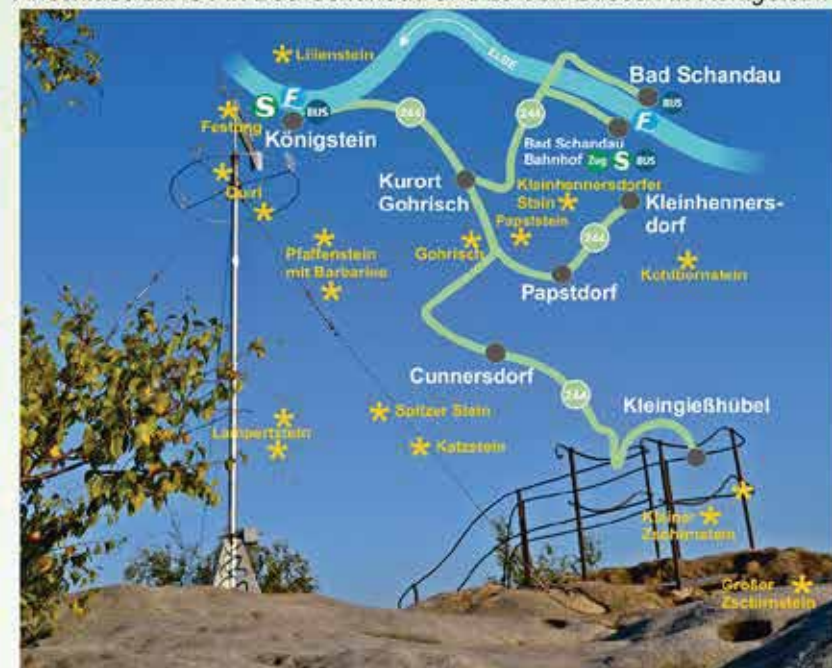 Lilienstein
ELBE
Bad Schandau
BUS
F
S
F
BUS
Festung
Königstein
244
244
Bad Schandau
Bahnhof Zug S BUS
Quirl
Kurort
Gohrisch
Kleinhennersdorfer
Stein
Kleinhenners-
dorf
Papststein
244
Pfaffenstein
mit Barbarine
Gohrisch
Kohlbornstein
Papstdorf
Cunnersdorf
244
Kleingießhübel
Spitzer Stein
Lampertstein
Katzstein
Kleiner
Zschirnstein
Großer
Zschirnstein